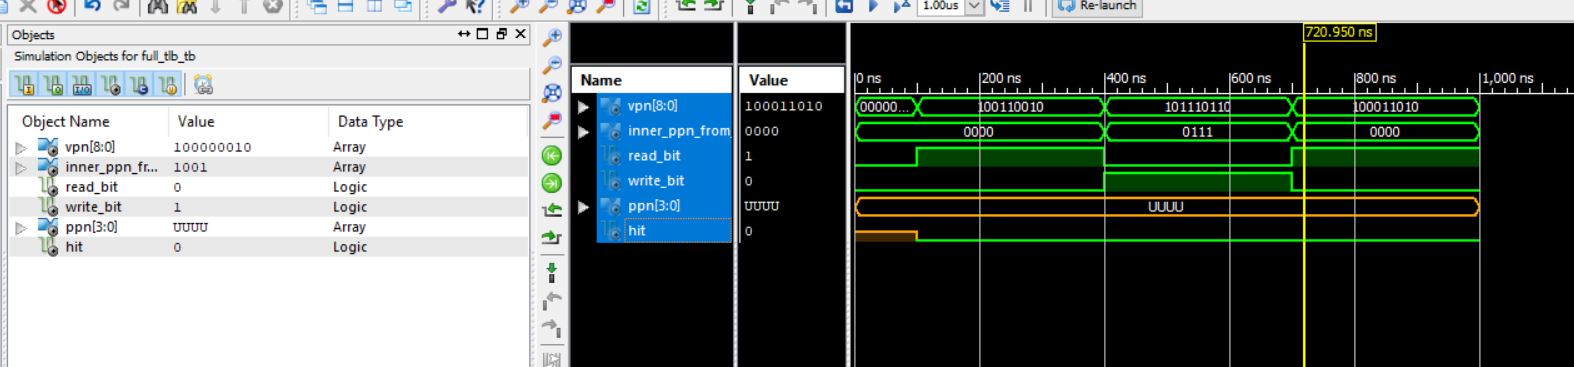 1.00us
Re-launch
Objects
Simulation Objects for full_tlb_tb
Object Name Value Data Type
vpn[8:0] 100000010 Array
inner_ppn_fr... 1001 Array
read_bit 0 Logic
write_bit 1 Logic
ppn[3:0] UUUU Array
hit 0 Logic
Name Value
vpn[8:0] 100011010
inner_ppn_from_ 0000
read_bit 1
write_bit 0
ppn[3:0] UUUU
hit 0
720.950 ns
0 ns 200 ns 400 ns 600 ns 800 ns 1,000 ns
00000... 100110010 101110110 100011010
0000 0111 0000
UUUU